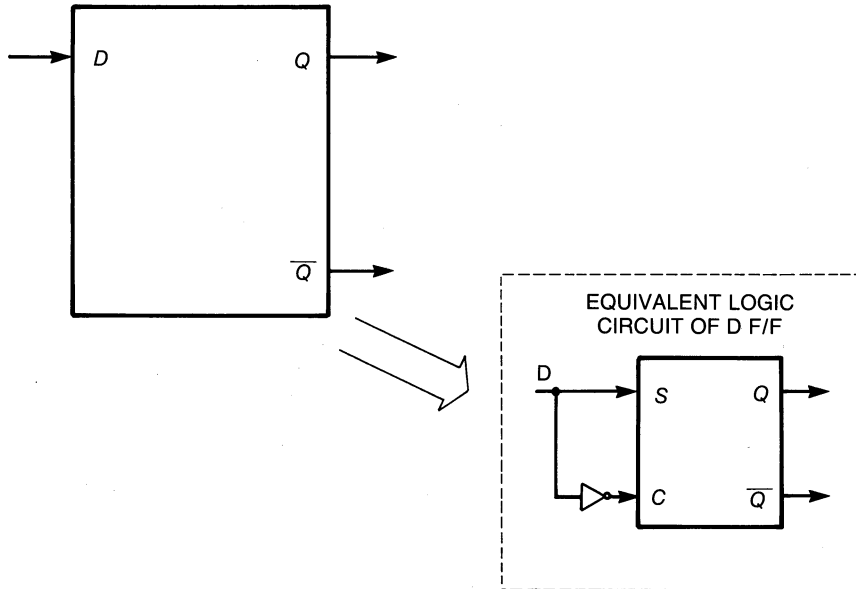 D Q
Q̅
EQUIVALENT LOGIC
CIRCUIT OF D F/F
D
S Q
C Q̅